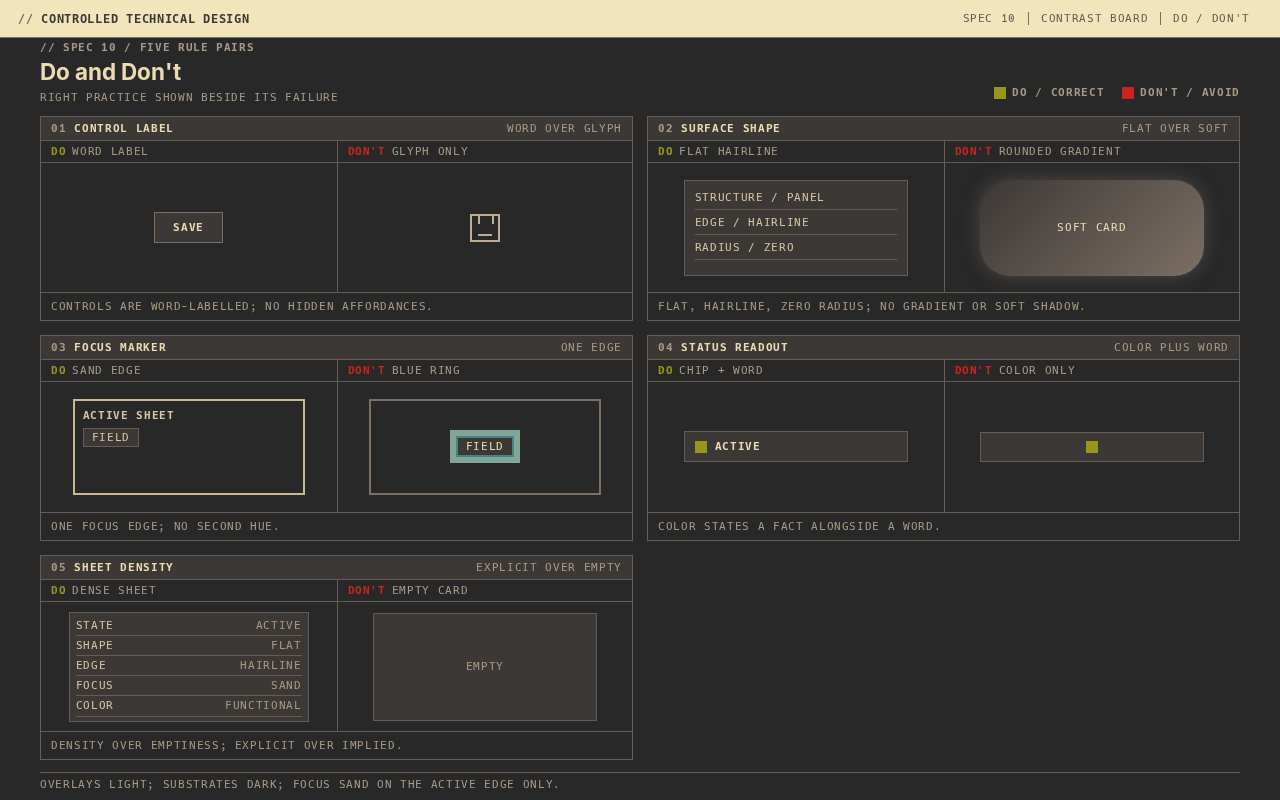 // CONTROLLED TECHNICAL DESIGN
SPEC 10 | CONTRAST BOARD | DO / DON'T
// SPEC 10 / FIVE RULE PAIRS
Do and Don't
RIGHT PRACTICE SHOWN BESIDE ITS FAILURE
DO / CORRECT DON'T / AVOID
01 CONTROL LABEL WORD OVER GLYPH
DO WORD LABEL DON'T GLYPH ONLY
SAVE
CONTROLS ARE WORD-LABELLED; NO HIDDEN AFFORDANCES.
02 SURFACE SHAPE FLAT OVER SOFT
DO FLAT HAIRLINE DON'T ROUNDED GRADIENT
STRUCTURE / PANEL
EDGE / HAIRLINE
RADIUS / ZERO
SOFT CARD
FLAT, HAIRLINE, ZERO RADIUS; NO GRADIENT OR SOFT SHADOW.
03 FOCUS MARKER ONE EDGE
DO SAND EDGE DON'T BLUE RING
ACTIVE SHEET
FIELD
FIELD
ONE FOCUS EDGE; NO SECOND HUE.
04 STATUS READOUT COLOR PLUS WORD
DO CHIP + WORD DON'T COLOR ONLY
ACTIVE
COLOR STATES A FACT ALONGSIDE A WORD.
05 SHEET DENSITY EXPLICIT OVER EMPTY
DO DENSE SHEET DON'T EMPTY CARD
STATE ACTIVE
SHAPE FLAT
EDGE HAIRLINE
FOCUS SAND
COLOR FUNCTIONAL
EMPTY
DENSITY OVER EMPTINESS; EXPLICIT OVER IMPLIED.
OVERLAYS LIGHT; SUBSTRATES DARK; FOCUS SAND ON THE ACTIVE EDGE ONLY.